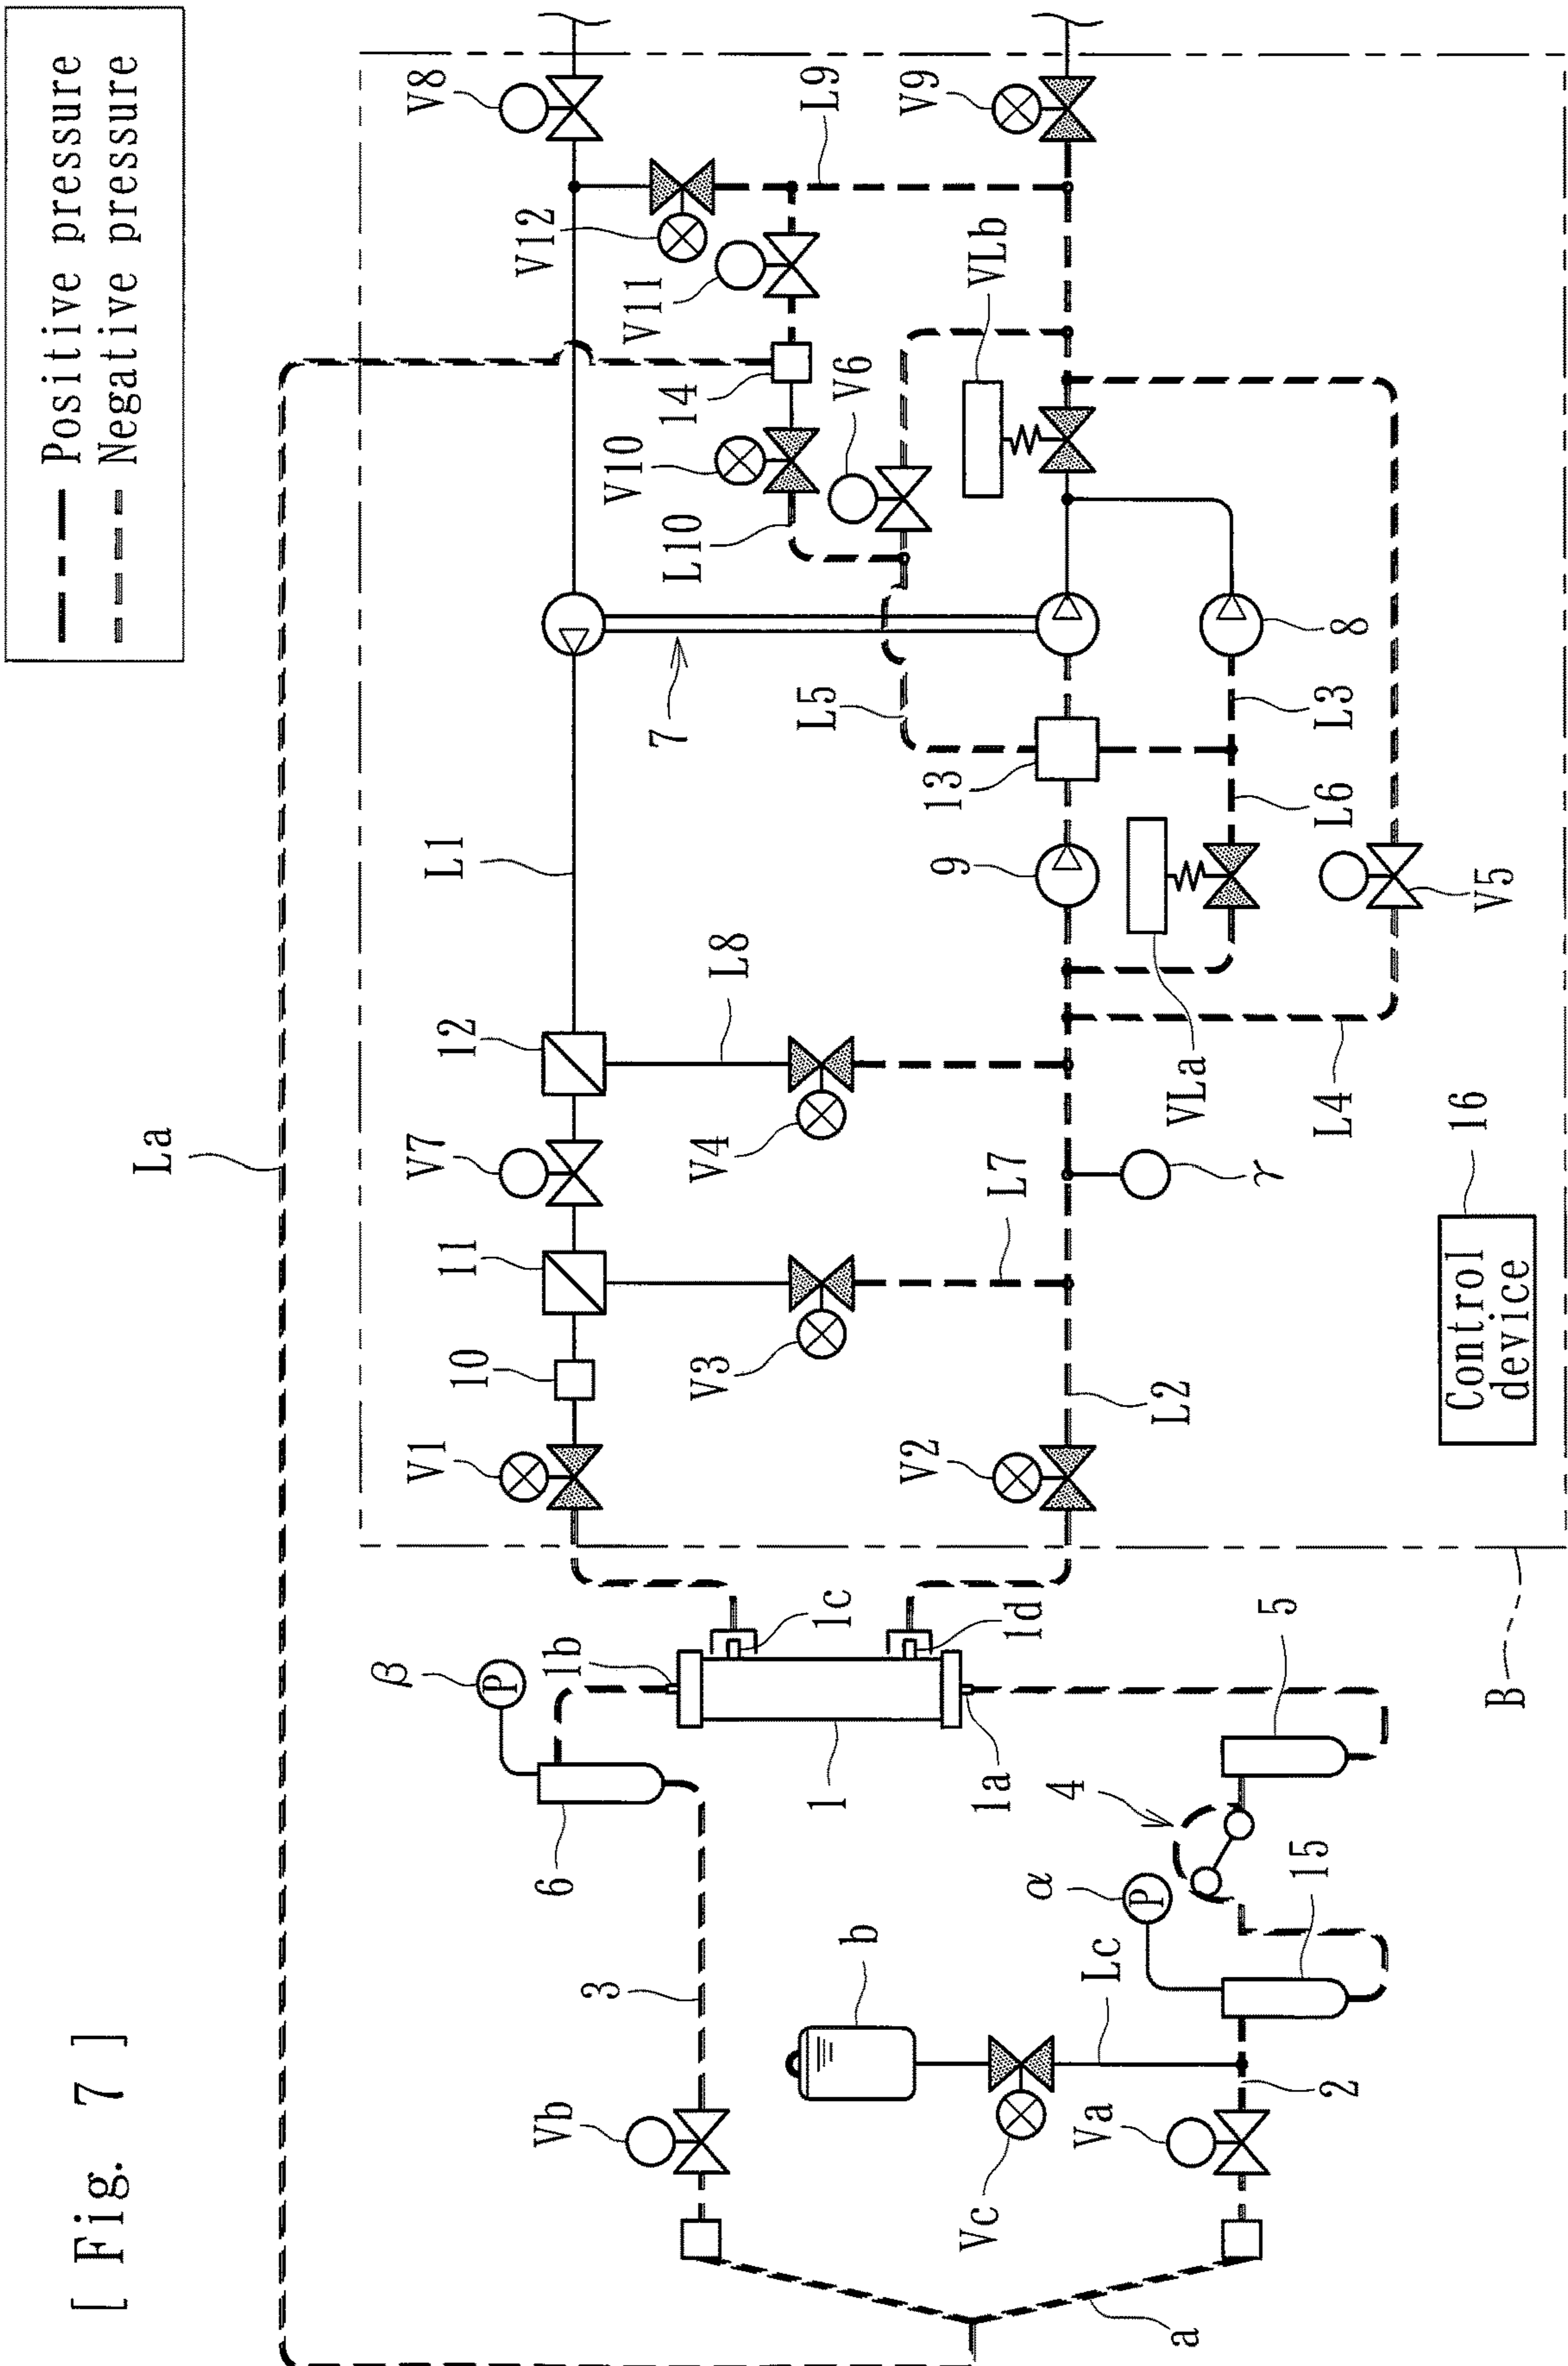 [ Fig. 7 ]
Positive pressure
Negative pressure
La
V8
L9
V9
V12
V11
VLb
14
V6
V10
L10
L1
7
L5
8
L3
13
9
L6
V5
L8
12
VLa
L4
V7
V4
16
L7
γ
11
10
V3
L2
Control
device
V1
V2
β
P
1b
1c
1d
5
B
1
1a
4
6
α
P
15
3
b
Lc
Vb
2
Va
Vc
a